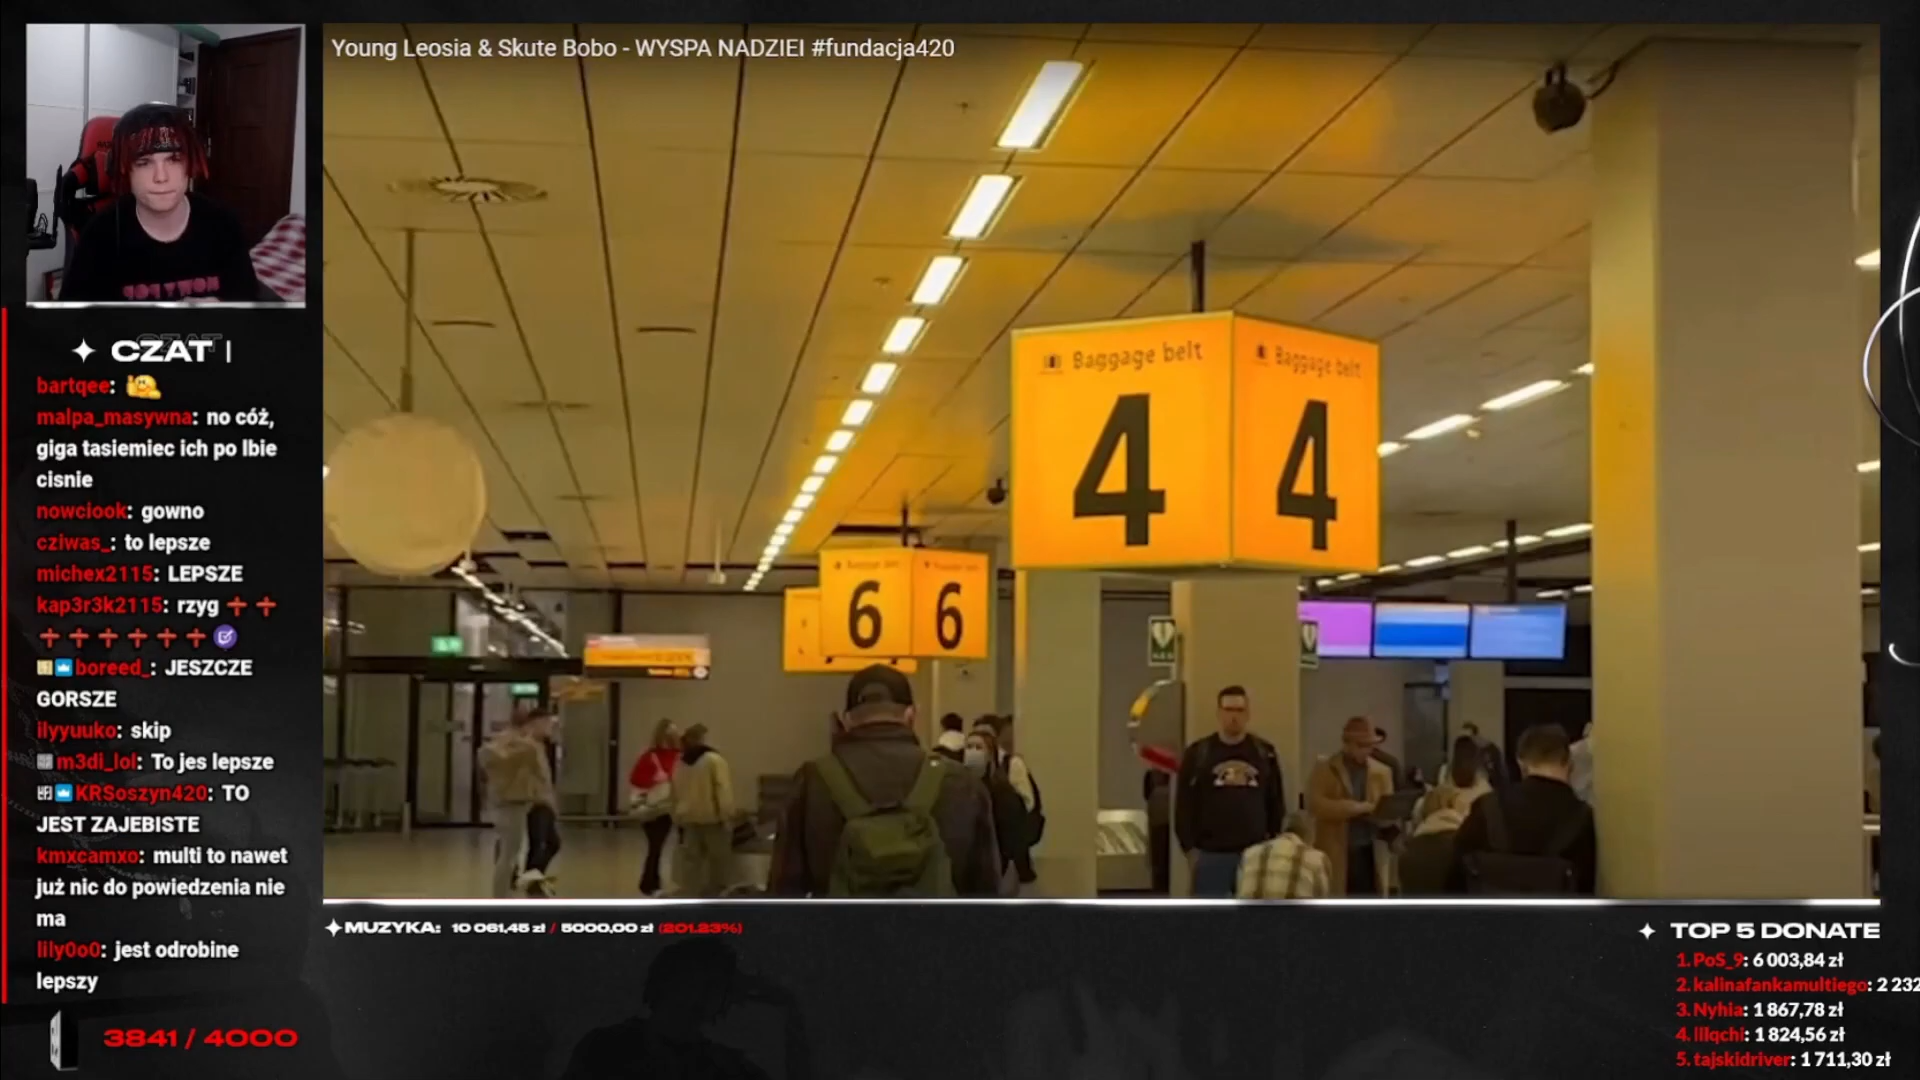 Young Leosia & Skute Bobo - WYSPA NADZIEI #fundacja420
Baggage belt
4
Baggage belt
4
6
6
CZAT
bartqee:
malpa_masywna: no cóż,
giga tasiemiec ich po lbie
cisnie
nowciook: gowno
cziwas_: to lepsze
michex2115: LEPSZE
kap3r3k2115: rzyg
boreed_: JESZCZE
GORSZE
ilyyuuko: skip
m3di_lol: To jes lepsze
KRSoszyn420: TO
JEST ZAJEBISTE
kmxcamxo: multi to nawet
już nic do powiedzenia nie
ma
lily0o0: jest odrobine
lepszy
3841 / 4000
MUZYKA: 10 061,45 zł / 5000,00 zł (201.23%)
TOP 5 DONATE
1. PoS_9: 6 003,84 zł
2. kalinafankamultiego: 2 232
3. Nyhia: 1 867,78 zł
4. lilqchi: 1 824,56 zł
5. tajskidriver: 1 711,30 zł